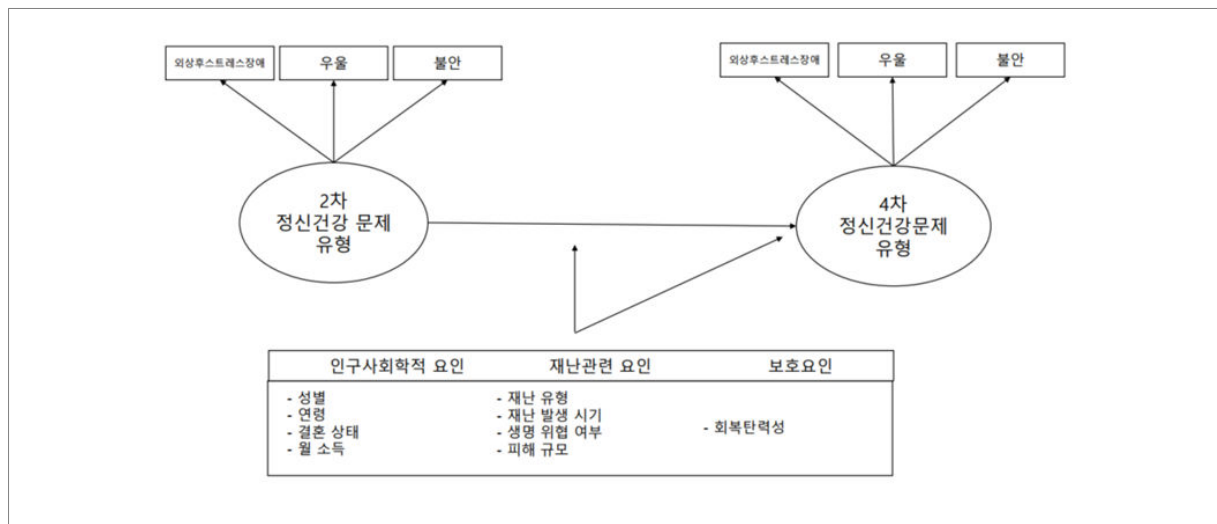 외상후스트레스장애
우울
불안
외상후스트레스장애
우울
불안
2차
정신건강 문제
유형
4차
정신건강문제
유형
인구사회학적 요인
재난관련 요인
보호요인
- 성별
- 연령
- 결혼 상태
- 월 소득
- 재난 유형
- 재난 발생 시기
- 생명 위협 여부
- 피해 규모
- 회복탄력성